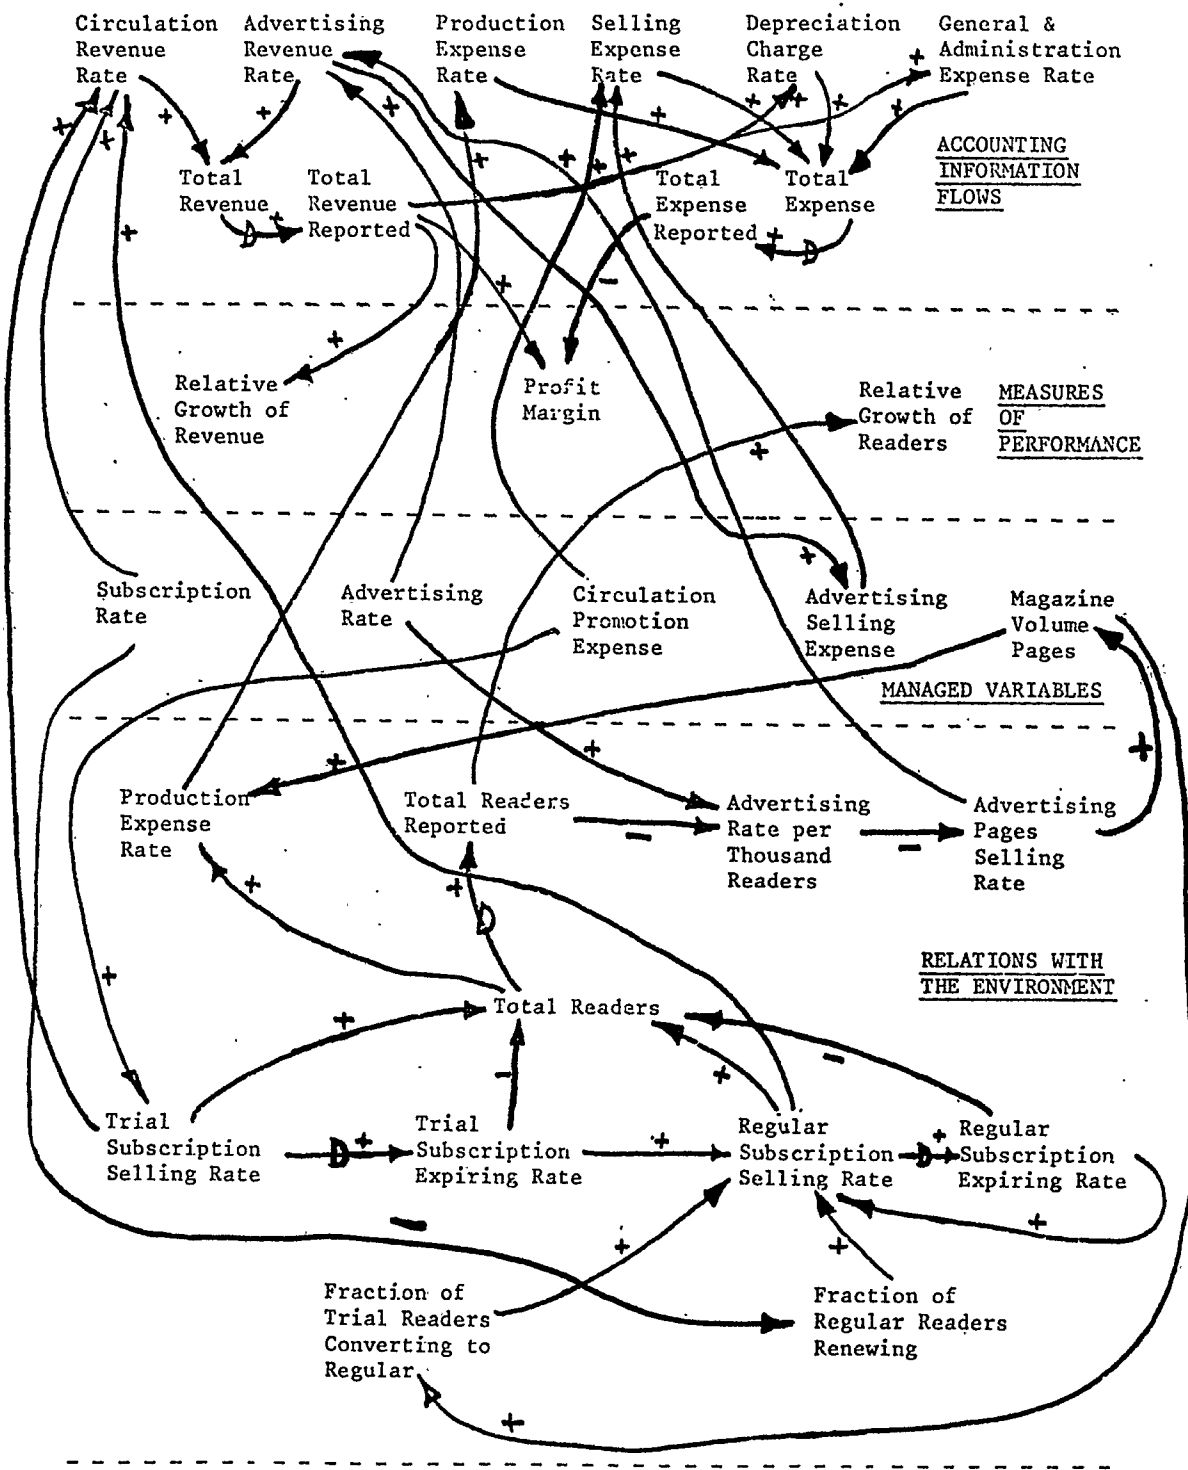 Circulation
Revenue
Rate
Advertising
Revenue
Rate
Production
Expense
Rate
Selling
Expense
Rate
Depreciation
Charge
Rate
General &
Administration
Expense Rate
ACCOUNTING
INFORMATION
FLOWS
Total
Revenue
Total
Revenue
Reported
Total
Expense
Reported
Total
Expense
D
D
Relative
Growth of
Revenue
Profit
Margin
Relative
Growth of
Readers
MEASURES
OF
PERFORMANCE
Subscription
Rate
Advertising
Rate
Circulation
Promotion
Expense
Advertising
Selling
Expense
Magazine
Volume
Pages
MANAGED VARIABLES
Production
Expense
Rate
Total Readers
Reported
Advertising
Rate per
Thousand
Readers
Advertising
Pages
Selling
Rate
D
RELATIONS WITH
THE ENVIRONMENT
Total Readers
Trial
Subscription
Selling Rate
D
Trial
Subscription
Expiring Rate
Regular
Subscription
Selling Rate
D
Regular
Subscription
Expiring Rate
Fraction of
Trial Readers
Converting to
Regular
Fraction of
Regular Readers
Renewing